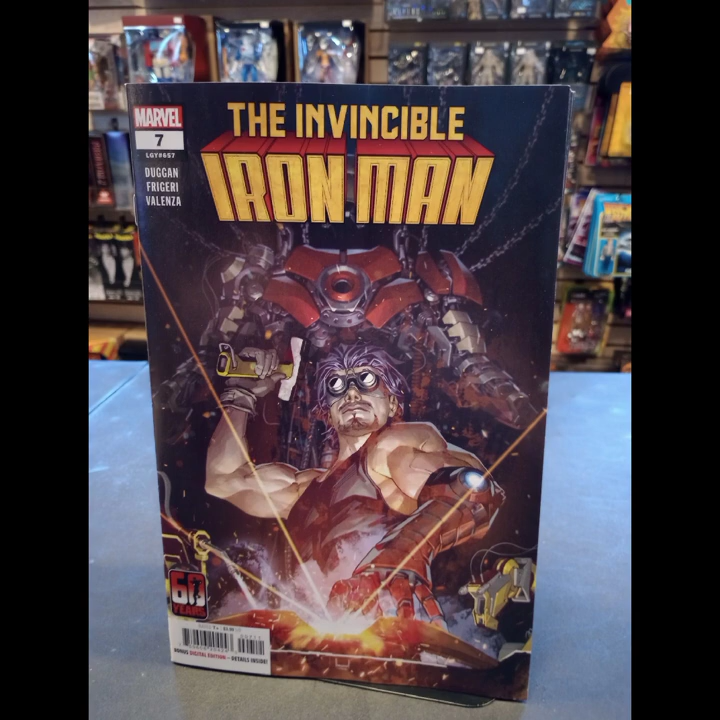 MARVEL
7
LGY#657
DUGGAN
FRIGERI
VALENZA
THE INVINCIBLE
IRON MAN
60
YEARS
BONUS DIGITAL EDITION – DETAILS INSIDE!